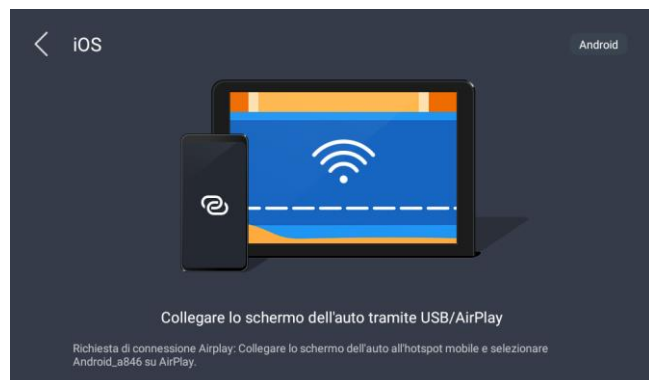 iOS
Android
Collegare lo schermo dell'auto tramite USB/AirPlay
Richiesta di connessione Airplay: Collegare lo schermo dell'auto all'hotspot mobile e selezionare
Android_a846 su AirPlay.